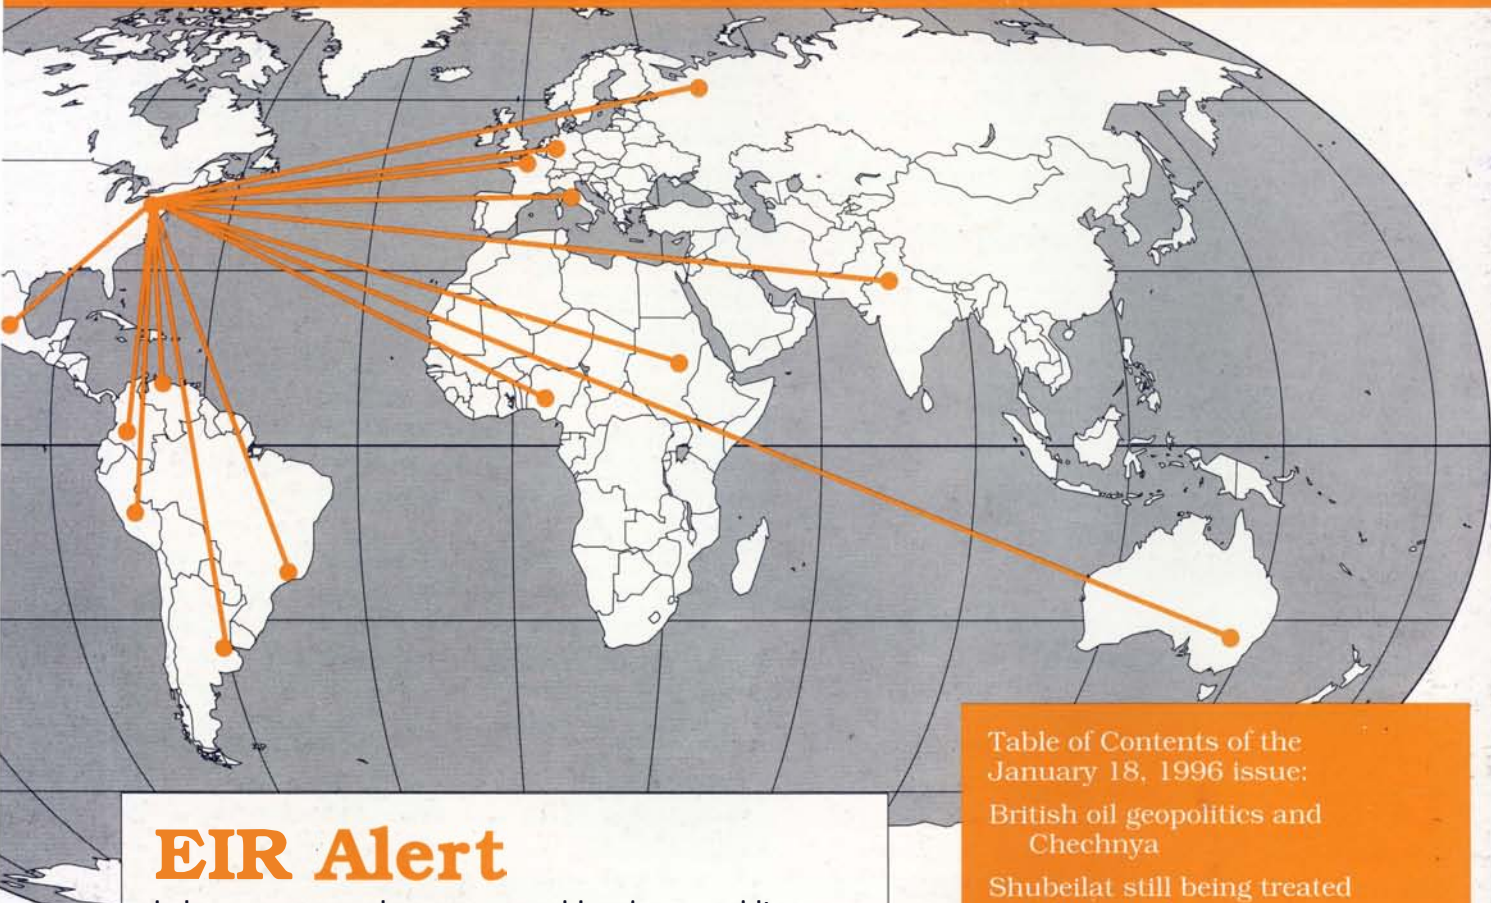 EIR Alert
Table of Contents of the
January 18, 1996 issue:
British oil geopolitics and
Chechnya
Shubeilat still being treated